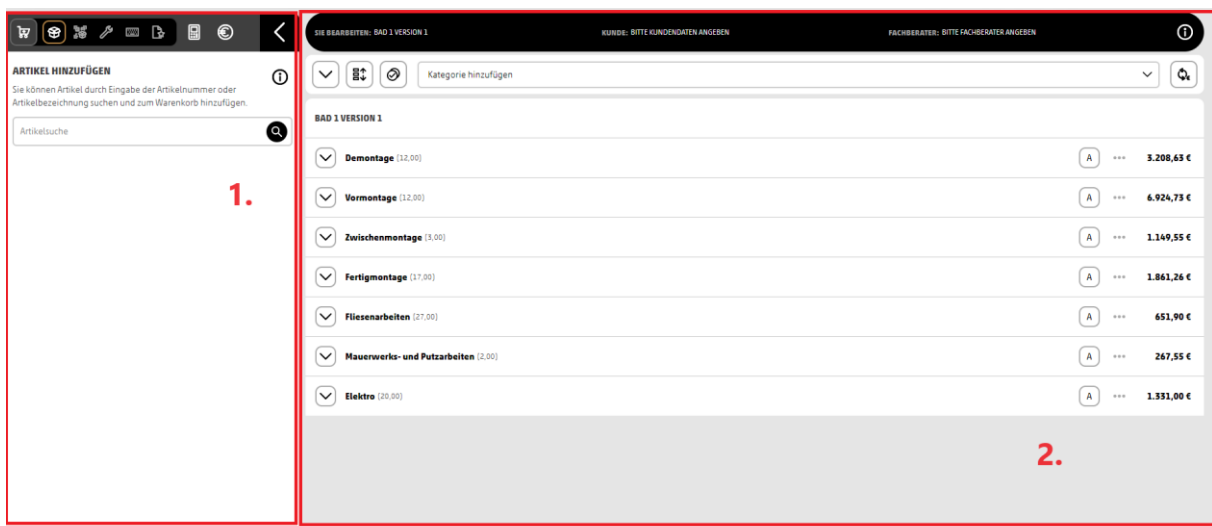 ARTIKEL HINZUFÜGEN
Sie können Artikel durch Eingabe der Artikelnummer oder
Artikelbezeichnung suchen und zum Warenkorb hinzufügen.
Artikelsuche
1.
SIE BEARBEITEN: BAD 1 VERSION 1 KUNDE: BITTE KUNDENDATEN ANGEBEN FACHBERATER: BITTE FACHBERATER ANGEBEN
Kategorie hinzufügen
BAD 1 VERSION 1
Demontage (12,00) A ... 3.208,63 €
Vormontage (12,00) A ... 6.924,73 €
Zwischenmontage (3,00) A ... 1.149,55 €
Fertigmontage (17,00) A ... 1.861,26 €
Fliesenarbeiten (27,00) A ... 651,90 €
Mauerwerks- und Putzarbeiten (2,00) A ... 267,55 €
Elektro (20,00) A ... 1.331,00 €
2.